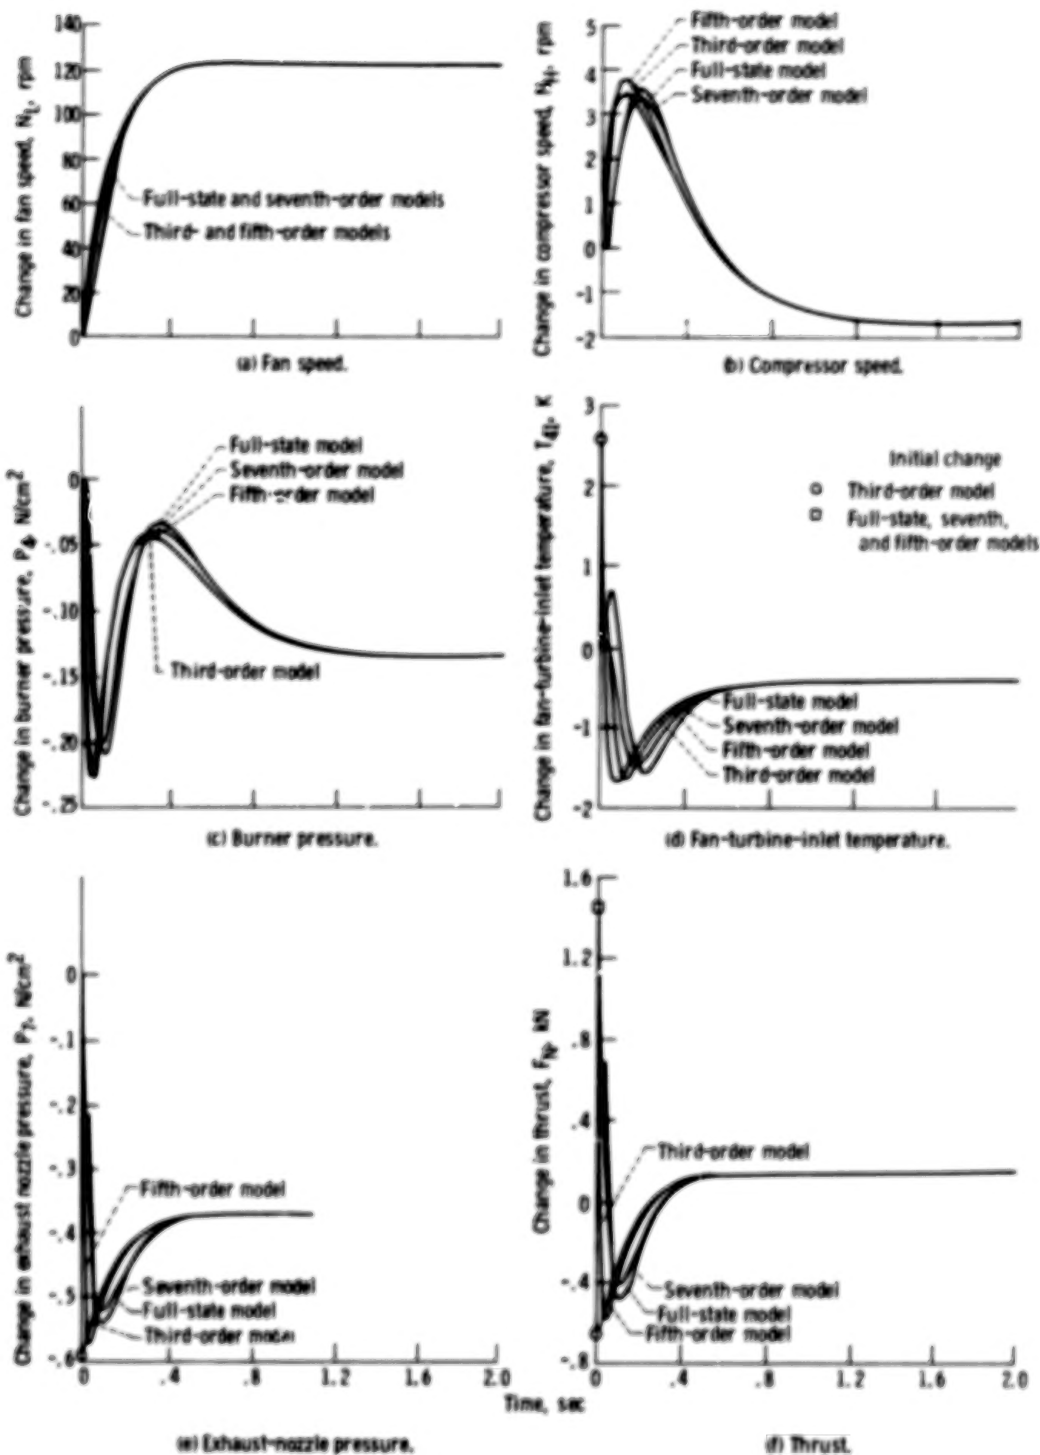 Change in fan speed, N_L, rpm
140
120
100
80
60
40
20
0
Full-state and seventh-order models
Third- and fifth-order models
(a) Fan speed.
Change in compressor speed, N_H, rpm
5
4
3
2
1
0
-1
-2
Fifth-order model
Third-order model
Full-state model
Seventh-order model
(b) Compressor speed.
Change in burner pressure, P_4, N/cm²
0
-.05
-.10
-.15
-.20
-.25
Full-state model
Seventh-order model
Fifth-order model
Third-order model
(c) Burner pressure.
Change in fan-turbine-inlet temperature, T_41, K
3
2
1
0
-1
-2
Initial change
Third-order model
Full-state, seventh,
and fifth-order models
Full-state model
Seventh-order model
Fifth-order model
Third-order model
(d) Fan-turbine-inlet temperature.
Change in exhaust nozzle pressure, P_7, N/cm²
0
-.1
-.2
-.3
-.4
-.5
-.6
Fifth-order model
Seventh-order model
Full-state model
Third-order model
0 .4 .8 1.2 1.6 2.0
(e) Exhaust-nozzle pressure.
Change in thrust, F_N, kN
1.6
1.2
.8
.4
0
-.4
-.8
Third-order model
Seventh-order model
Full-state model
Fifth-order model
0 .4 .8 1.2 1.6 2.0
Time, sec
(f) Thrust.